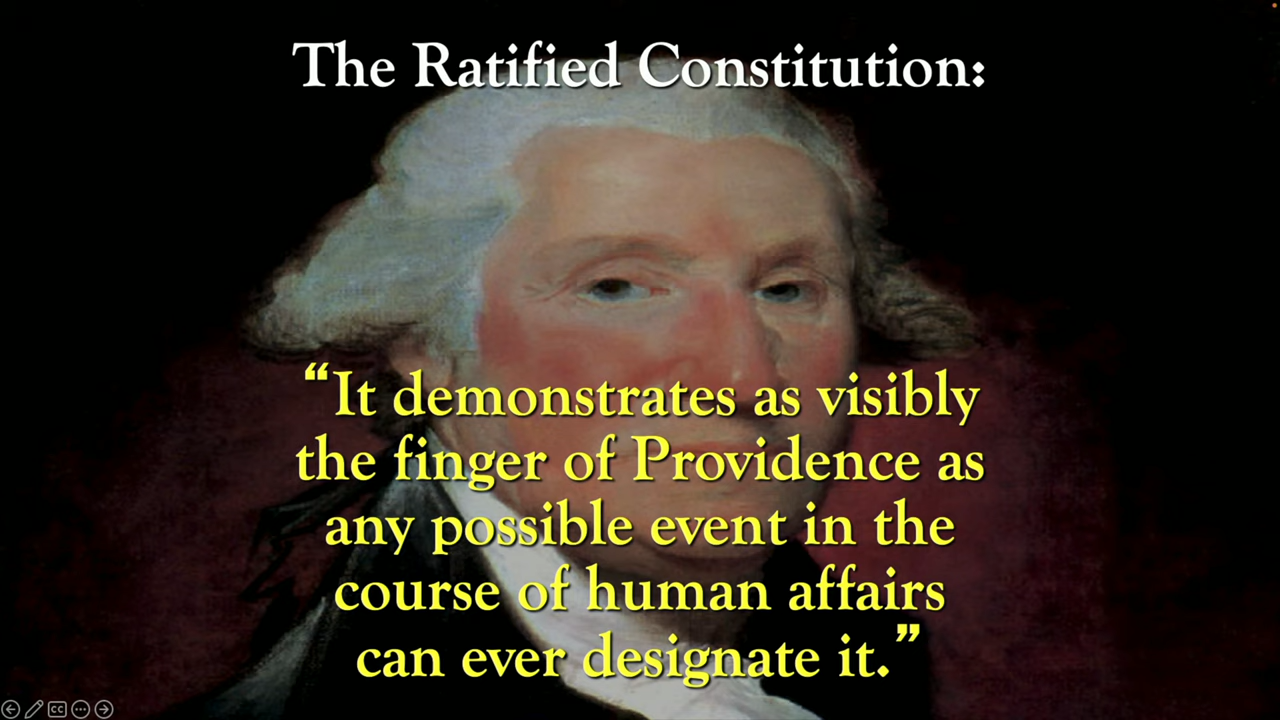 The Ratified Constitution:
“It demonstrates as visibly
the finger of Providence as
any possible event in the
course of human affairs
can ever designate it.”
CC